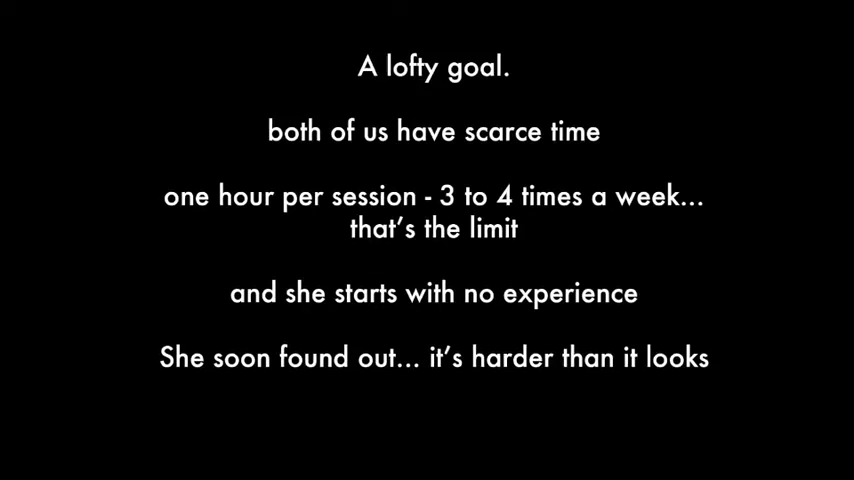 A lofty goal.
both of us have scarce time
one hour per session - 3 to 4 times a week...
that's the limit
and she starts with no experience
She soon found out... it's harder than it looks